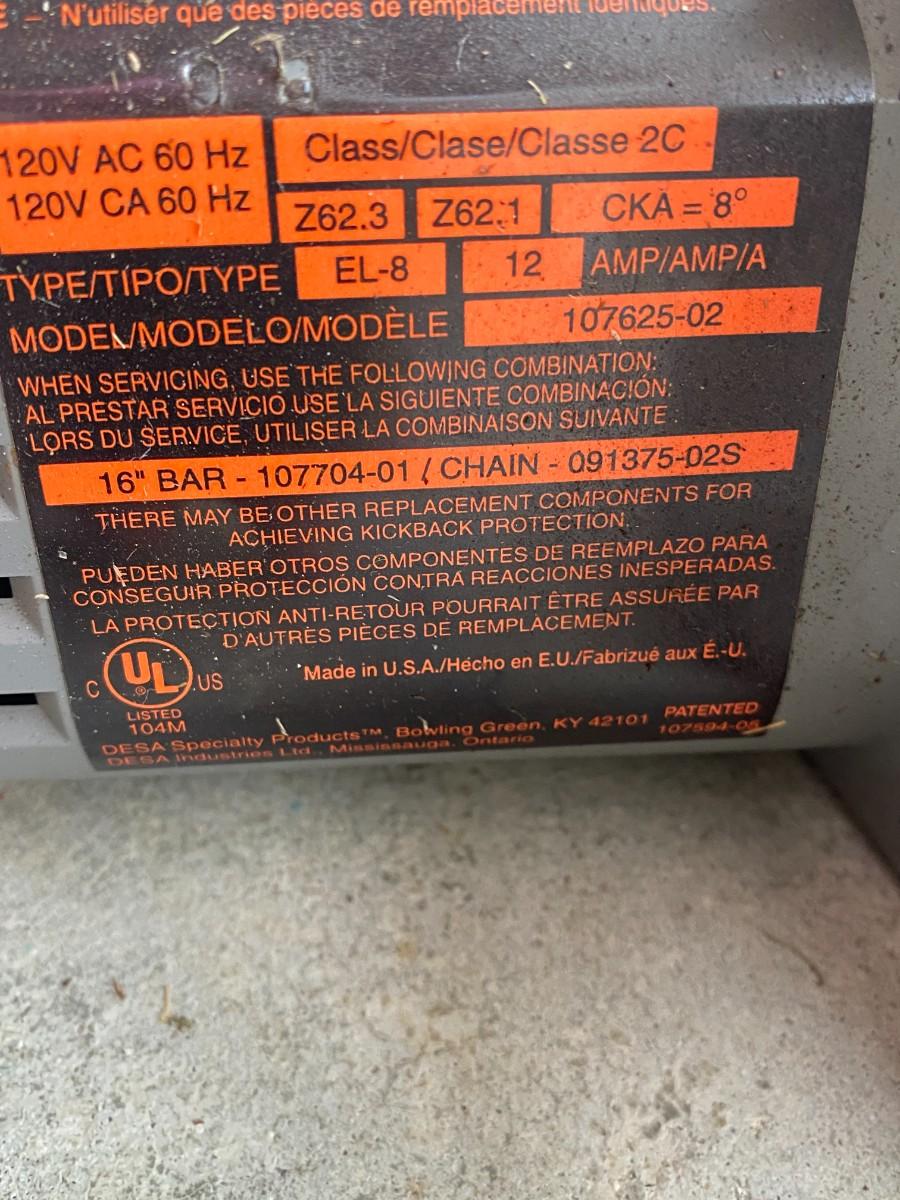 – N'utiliser que des pièces de remplacement identiques.
120V AC 60 Hz
120V CA 60 Hz
Class/Clase/Classe 2C
Z62.3 Z62.1 CKA = 8°
TYPE/TIPO/TYPE EL-8 12 AMP/AMP/A
MODEL/MODELO/MODÈLE 107625-02
WHEN SERVICING, USE THE FOLLOWING COMBINATION:
AL PRESTAR SERVICIO USE LA SIGUIENTE COMBINACIÓN:
LORS DU SERVICE, UTILISER LA COMBINAISON SUIVANTE
16" BAR - 107704-01 / CHAIN - 091375-02S
THERE MAY BE OTHER REPLACEMENT COMPONENTS FOR
ACHIEVING KICKBACK PROTECTION.
PUEDEN HABER OTROS COMPONENTES DE REEMPLAZO PARA
CONSEGUIR PROTECCIÓN CONTRA REACCIONES INESPERADAS.
LA PROTECTION ANTI-RETOUR POURRAIT ÊTRE ASSURÉE PAR
D'AUTRES PIÈCES DE REMPLACEMENT.
C UL ® US
LISTED
104M
Made in U.S.A./Hecho en E.U./Fabrizué aux É.-U.
DESA Specialty Products™, Bowling Green, KY 42101 PATENTED
DESA Industries Ltd., Mississauga, Ontario 107594-05